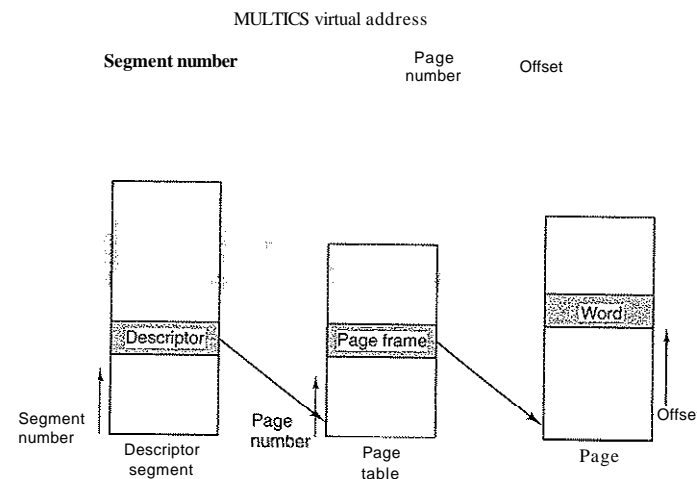 MULTICS virtual address
Segment number
Page
number
Offset
Descriptor
Page frame
Word
Segment
number
Page
number
Offse
Descriptor
segment
Page
table
Page